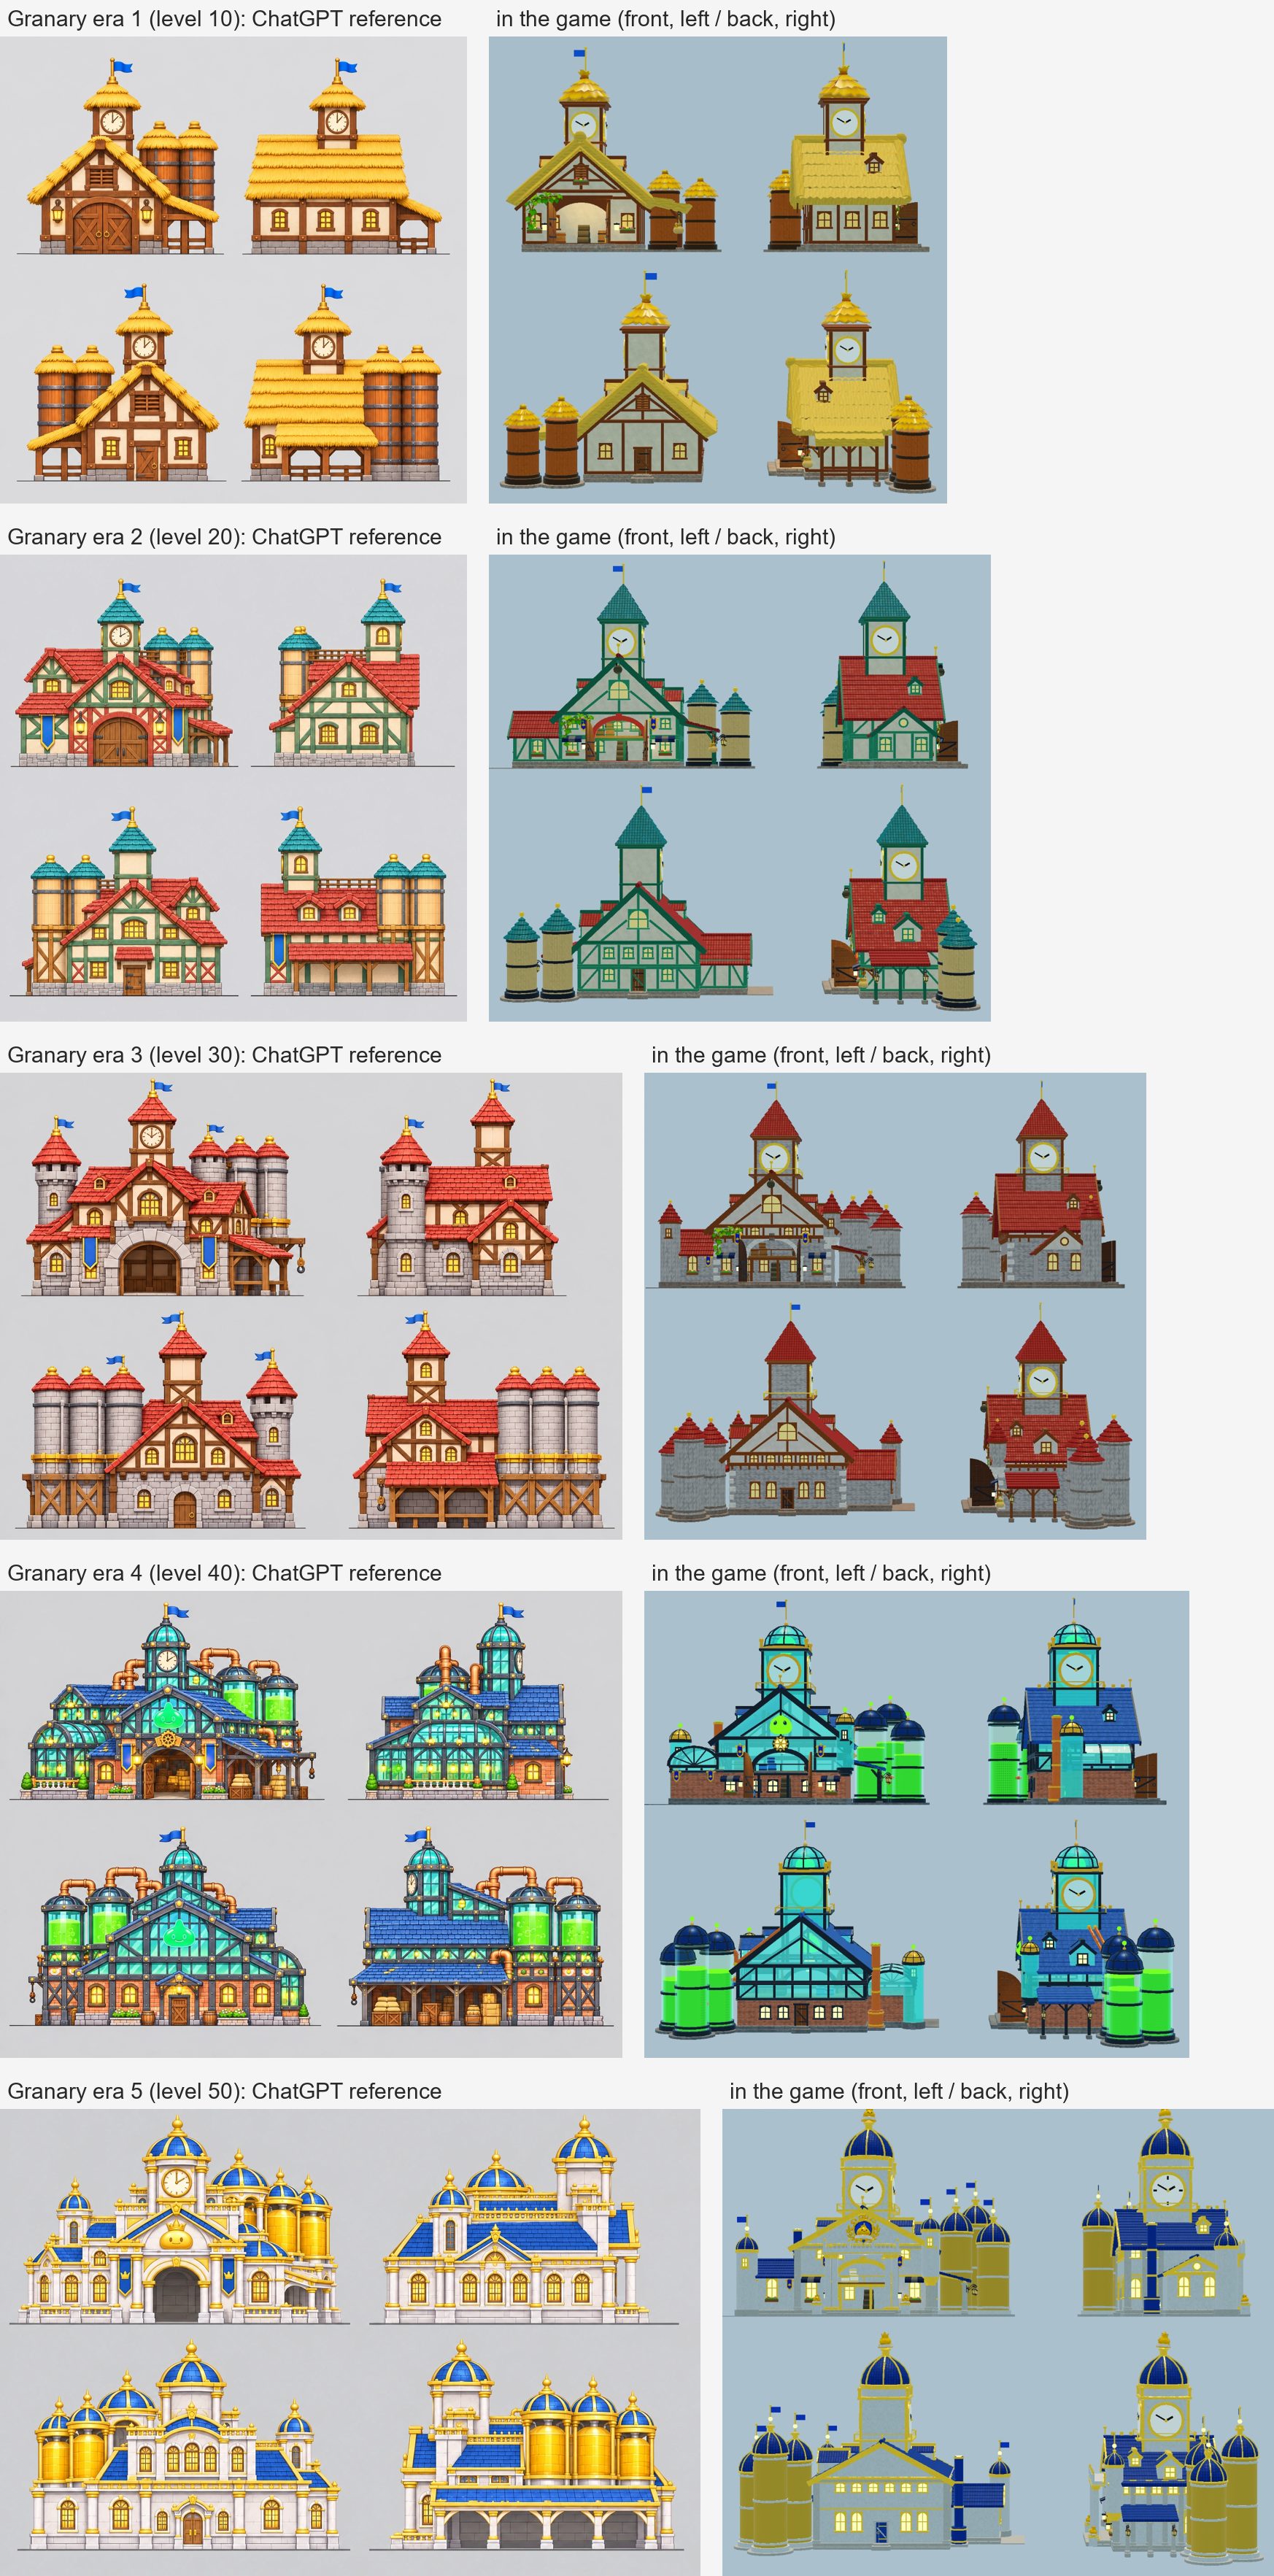 Granary era 1 (level 10): ChatGPT reference
in the game (front, left / back, right)
Granary era 2 (level 20): ChatGPT reference
in the game (front, left / back, right)
Granary era 3 (level 30): ChatGPT reference
in the game (front, left / back, right)
Granary era 4 (level 40): ChatGPT reference
in the game (front, left / back, right)
Granary era 5 (level 50): ChatGPT reference
in the game (front, left / back, right)